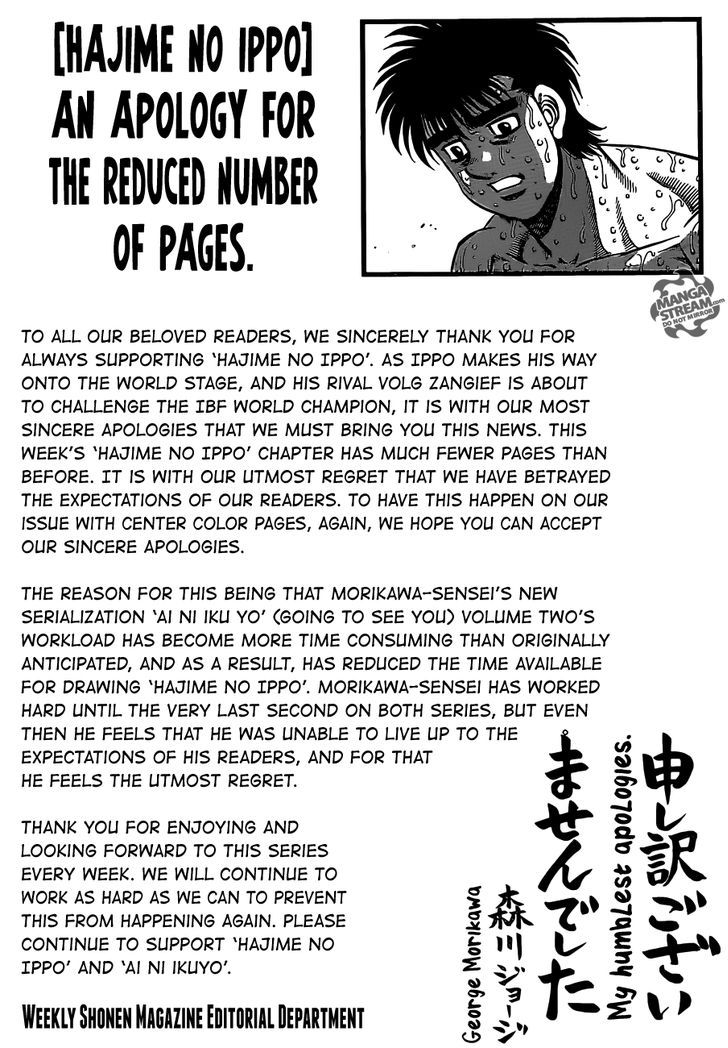 [HAJIME NO IPPO]
AN APOLOGY FOR
THE REDUCED NUMBER
OF PAGES.
MANGA
STREAM.com
DO NOT MIRROR
TO ALL OUR BELOVED READERS, WE SINCERELY THANK YOU FOR
ALWAYS SUPPORTING 'HAJIME NO IPPO'. AS IPPO MAKES HIS WAY
ONTO THE WORLD STAGE, AND HIS RIVAL VOLG ZANGIEF IS ABOUT
TO CHALLENGE THE IBF WORLD CHAMPION, IT IS WITH OUR MOST
SINCERE APOLOGIES THAT WE MUST BRING YOU THIS NEWS. THIS
WEEK'S 'HAJIME NO IPPO' CHAPTER HAS MUCH FEWER PAGES THAN
BEFORE. IT IS WITH OUR UTMOST REGRET THAT WE HAVE BETRAYED
THE EXPECTATIONS OF OUR READERS. TO HAVE THIS HAPPEN ON OUR
ISSUE WITH CENTER COLOR PAGES, AGAIN, WE HOPE YOU CAN ACCEPT
OUR SINCERE APOLOGIES.
THE REASON FOR THIS BEING THAT MORIKAWA-SENSEI'S NEW
SERIALIZATION 'AI NI IKU YO' (GOING TO SEE YOU) VOLUME TWO'S
WORKLOAD HAS BECOME MORE TIME CONSUMING THAN ORIGINALLY
ANTICIPATED, AND AS A RESULT, HAS REDUCED THE TIME AVAILABLE
FOR DRAWING 'HAJIME NO IPPO'. MORIKAWA-SENSEI HAS WORKED
HARD UNTIL THE VERY LAST SECOND ON BOTH SERIES, BUT EVEN
THEN HE FEELS THAT HE WAS UNABLE TO LIVE UP TO THE
EXPECTATIONS OF HIS READERS, AND FOR THAT
HE FEELS THE UTMOST REGRET.
THANK YOU FOR ENJOYING AND
LOOKING FORWARD TO THIS SERIES
EVERY WEEK. WE WILL CONTINUE TO
WORK AS HARD AS WE CAN TO PREVENT
THIS FROM HAPPENING AGAIN. PLEASE
CONTINUE TO SUPPORT 'HAJIME NO
IPPO' AND 'AI NI IKUYO'.
WEEKLY SHONEN MAGAZINE EDITORIAL DEPARTMENT
申し訳ござい
My humblest apologies.
ませんでした
森川ジョージ
George Morikawa